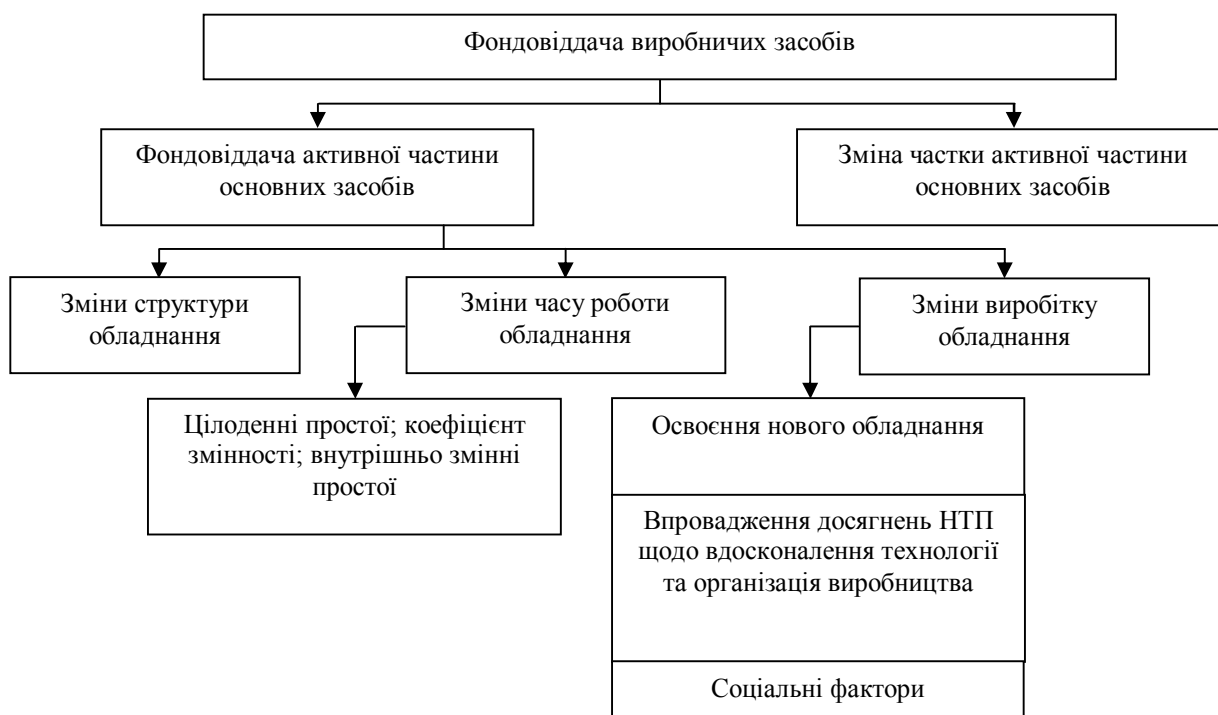 Фондовіддача виробничих засобів
Фондовіддача активної частини
основних засобів
Зміна частки активної частини
основних засобів
Зміни структури
обладнання
Зміни часу роботи
обладнання
Зміни виробітку
обладнання
Цілоденні простої; коефіцієнт
змінності; внутрішньо змінні
простої
Освоєння нового обладнання
Впровадження досягнень НТП
щодо вдосконалення технології
та організація виробництва
Соціальні фактори